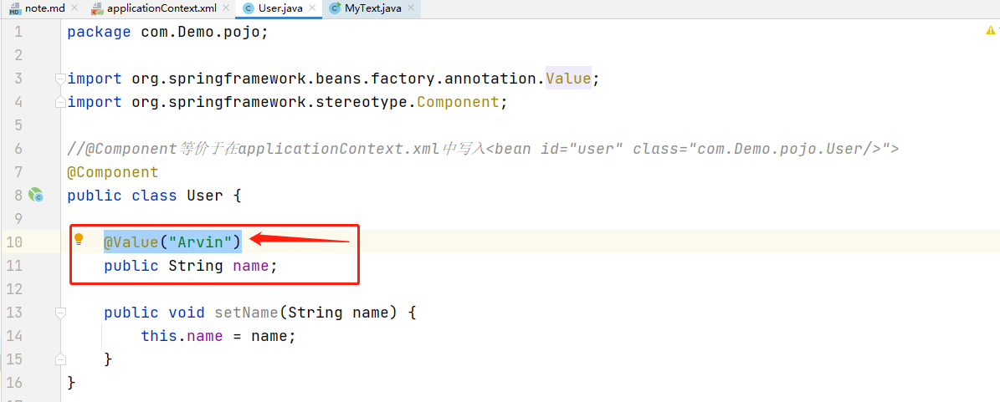 note.md applicationContext.xml User.java MyText.java
1 package com.Demo.pojo;
2
3 import org.springframework.beans.factory.annotation.Value;
4 import org.springframework.stereotype.Component;
5
6 //@Component等价于在applicationContext.xml中写入<bean id="user" class="com.Demo.pojo.User/>">
7 @Component
8 public class User {
9
10 @Value("Arvin")
11 public String name;
12
13 public void setName(String name) {
14 this.name = name;
15 }
16 }